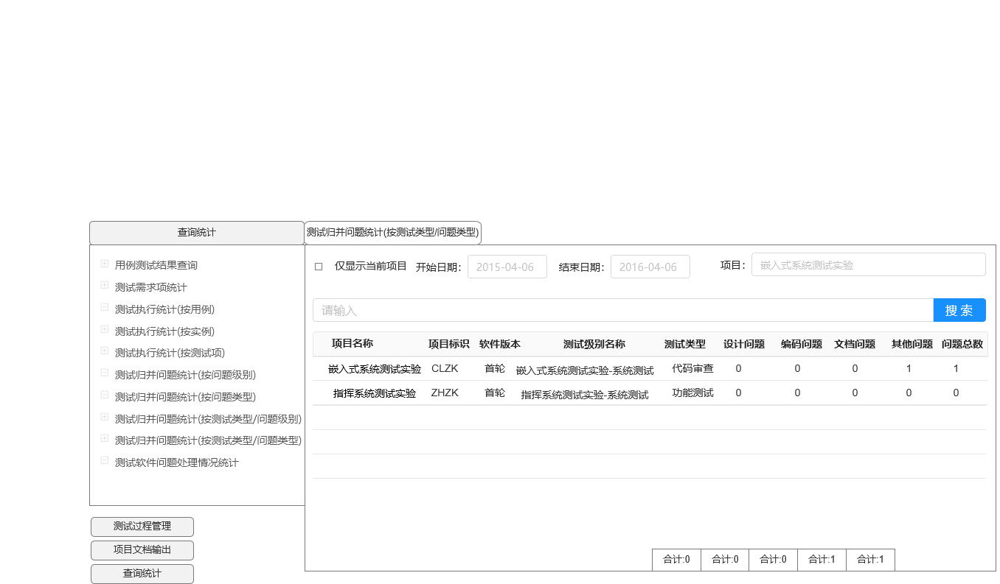 查询统计
测试归并问题统计(按测试类型/问题类型)
用例测试结果查询
测试需求项统计
测试执行统计(按用例)
测试执行统计(按实例)
测试执行统计(按测试项)
测试归并问题统计(按问题级别)
测试归并问题统计(按问题类型)
测试归并问题统计(按测试类型/问题级别)
测试归并问题统计(按测试类型/问题类型)
测试软件问题处理情况统计
测试过程管理
项目文档输出
查询统计
仅显示当前项目 开始日期: 2015-04-06 结束日期: 2016-04-06 项目: 嵌入式系统测试实验
请输入 搜 索
项目名称 项目标识 软件版本 测试级别名称 测试类型 设计问题 编码问题 文档问题 其他问题 问题总数
嵌入式系统测试实验 CLZK 首轮 嵌入式系统测试实验-系统测试 代码审查 0 0 0 1 1
指挥系统测试实验 ZHZK 首轮 指挥系统测试实验-系统测试 功能测试 0 0 0 0 0
合计:0 合计:0 合计:0 合计:1 合计:1